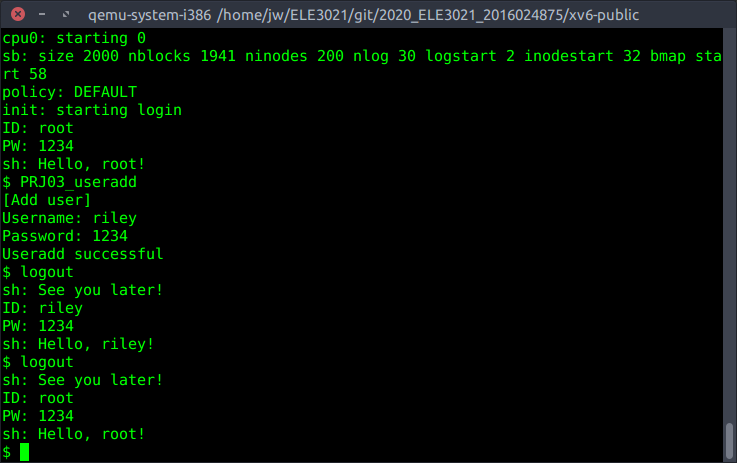 qemu-system-i386 /home/jw/ELE3021/git/2020_ELE3021_2016024875/xv6-public
cpu0: starting 0
sb: size 2000 nblocks 1941 ninodes 200 nlog 30 logstart 2 inodestart 32 bmap sta
rt 58
policy: DEFAULT
init: starting login
ID: root
PW: 1234
sh: Hello, root!
$ PRJ03_useradd
[Add user]
Username: riley
Password: 1234
Useradd successful
$ logout
sh: See you later!
ID: riley
PW: 1234
sh: Hello, riley!
$ logout
sh: See you later!
ID: root
PW: 1234
sh: Hello, root!
$